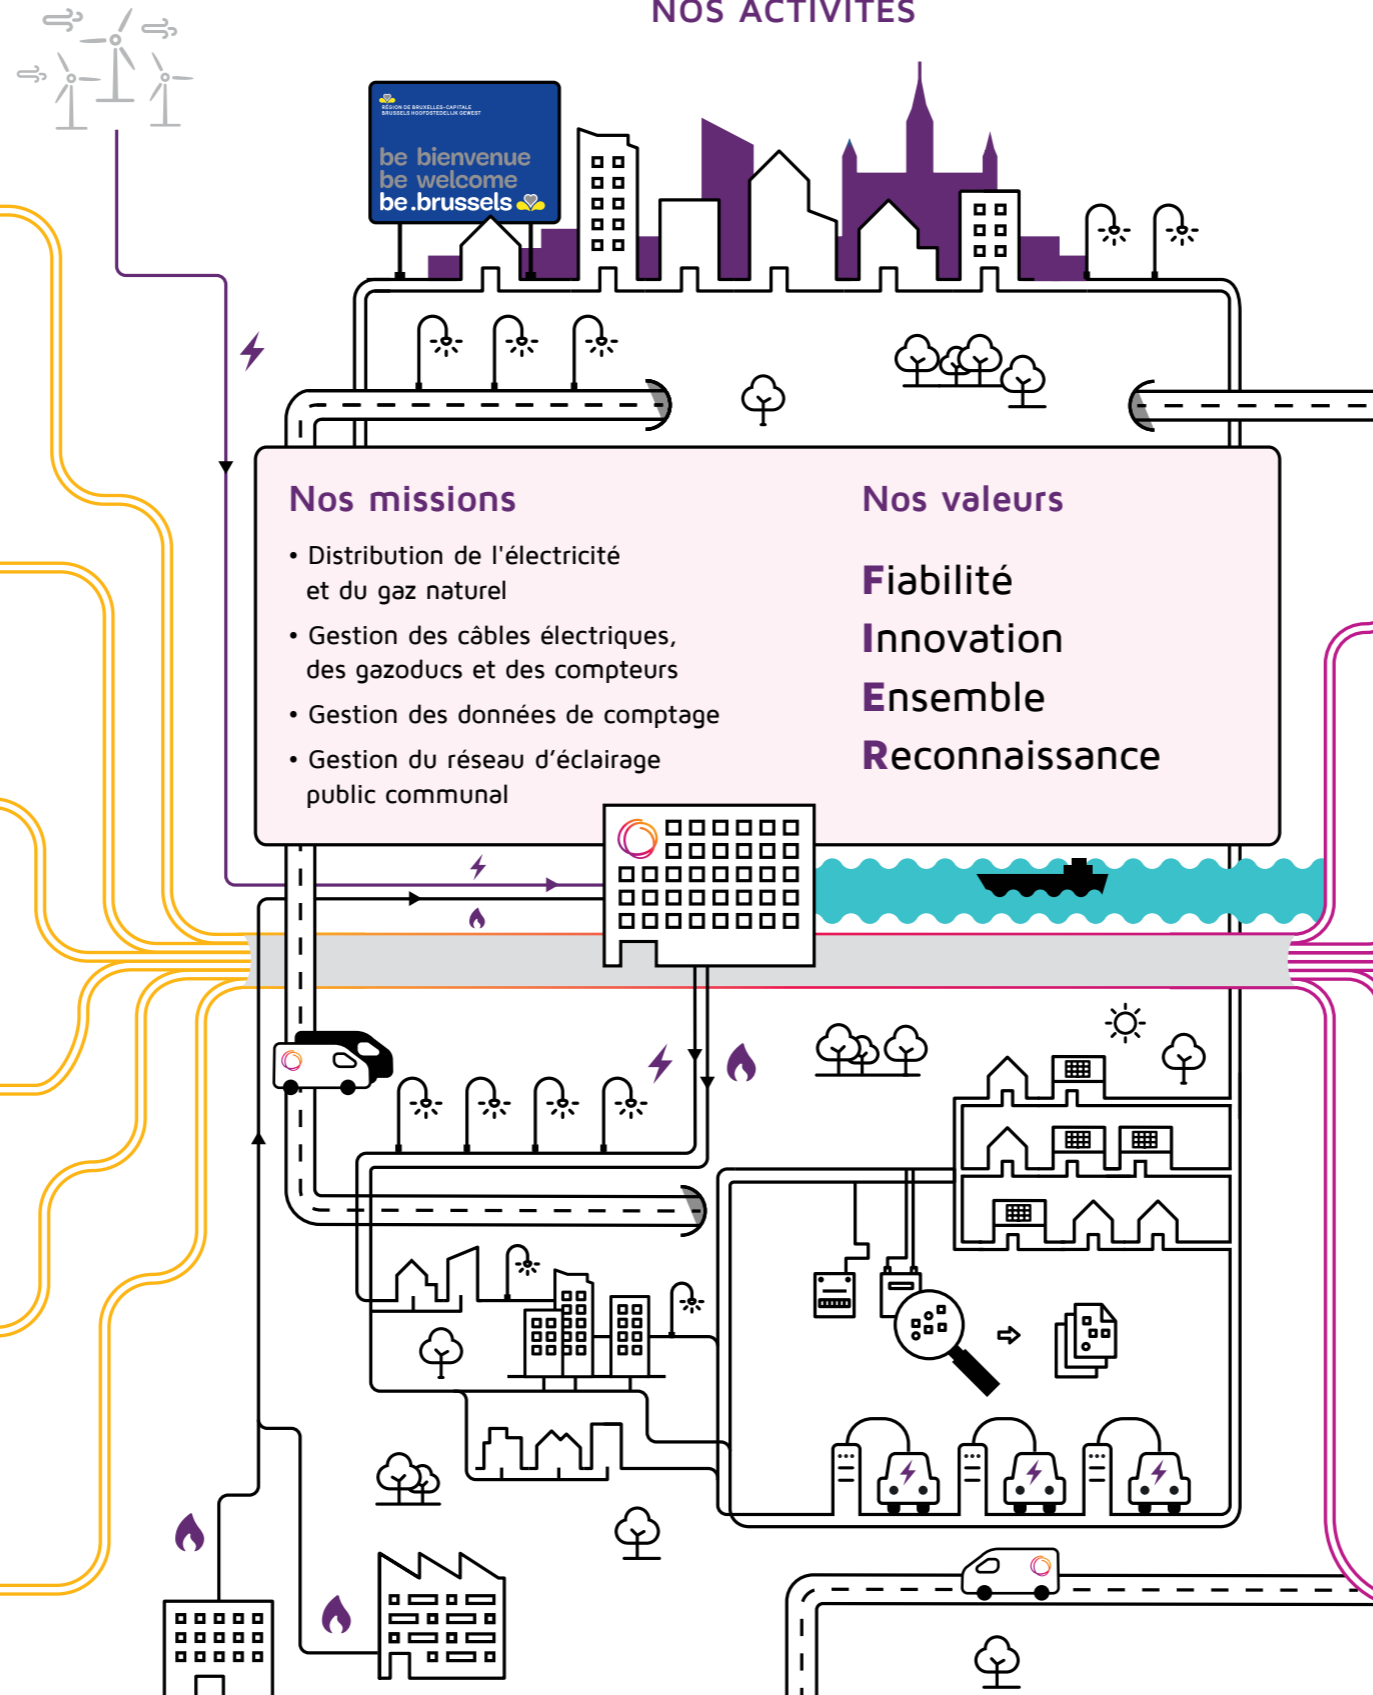 NOS ACTIVITÉS
RÉGION DE BRUXELLES-CAPITALE
BRUSSELS HOOFDSTEDELIJK GEWEST
be bienvenue
be welcome
be.brussels
Nos missions
• Distribution de l'électricité
et du gaz naturel
• Gestion des câbles électriques,
des gazoducs et des compteurs
• Gestion des données de comptage
• Gestion du réseau d’éclairage
public communal
Nos valeurs
Fiabilité
Innovation
Ensemble
Reconnaissance